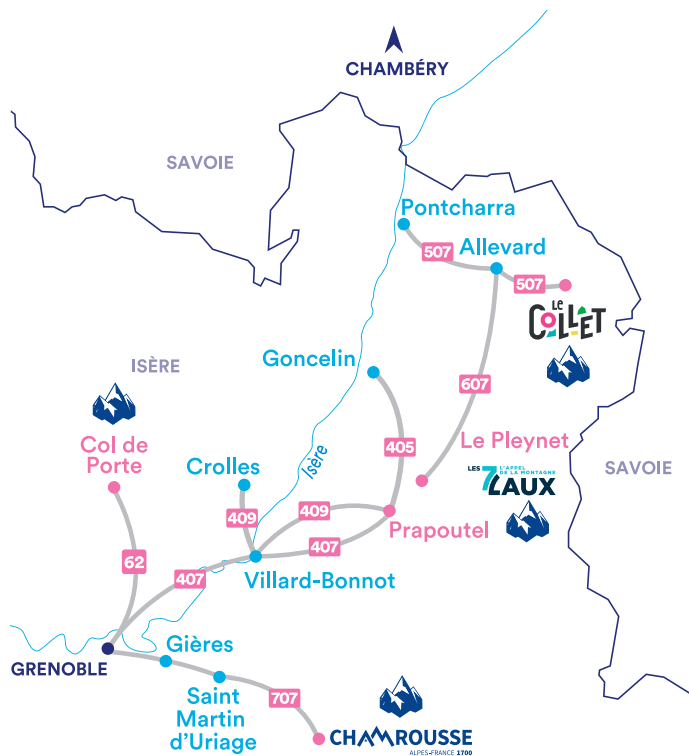 CHAMBÉRY
SAVOIE
Pontcharra
507
Allevard
507
LE
COLLET
Goncelin
ISÈRE
607
Col de
Porte
Crolles
Isère
405
Le Pleynet
SAVOIE
LES 7 LAUX
L'APPEL
DE LA MONTAGNE
409
409
Prapoutel
407
62
407
Villard-Bonnot
GRENOBLE
Gières
Saint
Martin
d'Uriage
707
CHAMROUSSE
ALPES-FRANCE 1700